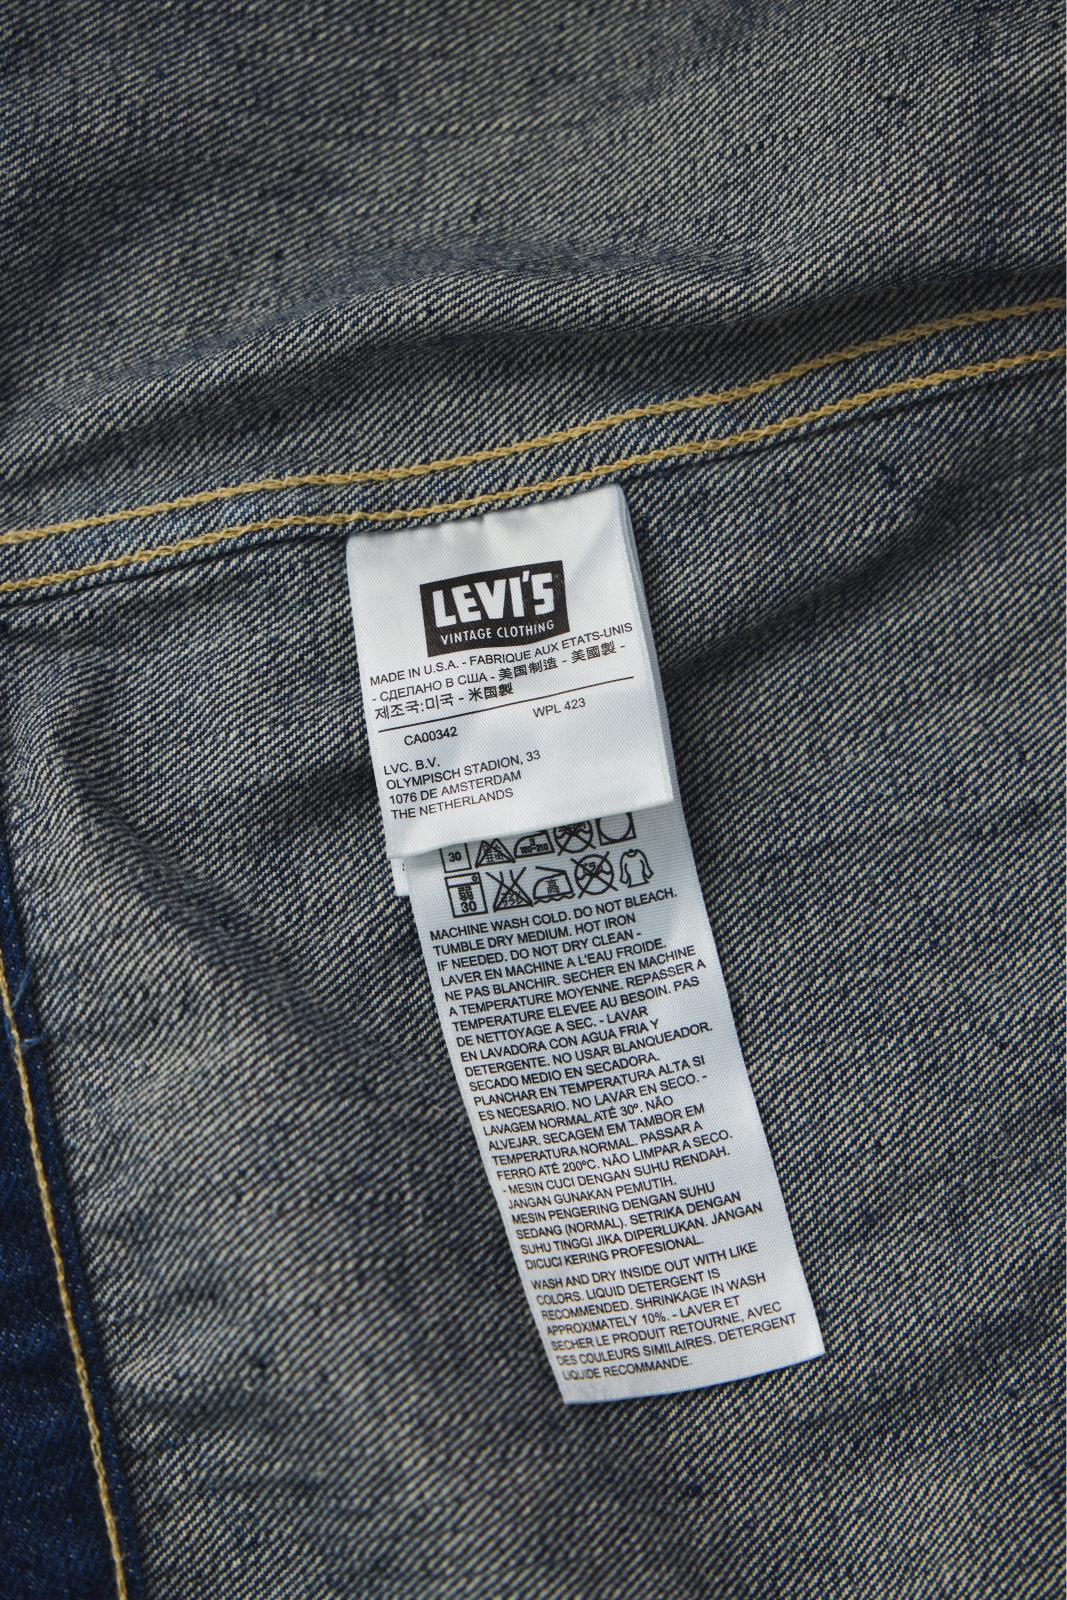 LEVI'S
VINTAGE CLOTHING
MADE IN U.S.A. - FABRIQUE AUX ETATS-UNIS
- СДЕЛАНО В США - 美国制造 - 美國製 -
제조국:미국 - 米国製
CA00342 WPL 423
LVC. B.V.
OLYMPISCH STADION, 33
1076 DE AMSTERDAM
THE NETHERLANDS
30 180-210
30 高
MACHINE WASH COLD. DO NOT BLEACH.
TUMBLE DRY MEDIUM. HOT IRON
IF NEEDED. DO NOT DRY CLEAN -
LAVER EN MACHINE A L'EAU FROIDE.
NE PAS BLANCHIR. SECHER EN MACHINE
A TEMPERATURE MOYENNE. REPASSER A
TEMPERATURE ELEVEE AU BESOIN. PAS
DE NETTOYAGE A SEC. - LAVAR
EN LAVADORA CON AGUA FRIA Y
DETERGENTE. NO USAR BLANQUEADOR.
SECADO MEDIO EN SECADORA.
PLANCHAR EN TEMPERATURA ALTA SI
ES NECESARIO. NO LAVAR EN SECO. -
LAVAGEM NORMAL ATÉ 30º. NÃO
ALVEJAR. SECAGEM EM TAMBOR EM
TEMPERATURA NORMAL. PASSAR A
FERRO ATÉ 200ºC. NÃO LIMPAR A SECO.
- MESIN CUCI DENGAN SUHU RENDAH.
JANGAN GUNAKAN PEMUTIH.
MESIN PENGERING DENGAN SUHU
SEDANG (NORMAL). SETRIKA DENGAN
SUHU TINGGI JIKA DIPERLUKAN. JANGAN
DICUCI KERING PROFESIONAL.
WASH AND DRY INSIDE OUT WITH LIKE
COLORS. LIQUID DETERGENT IS
RECOMMENDED. SHRINKAGE IN WASH
APPROXIMATELY 10%. - LAVER ET
SECHER LE PRODUIT RETOURNE, AVEC
DES COULEURS SIMILAIRES. DETERGENT
LIQUIDE RECOMMANDE.